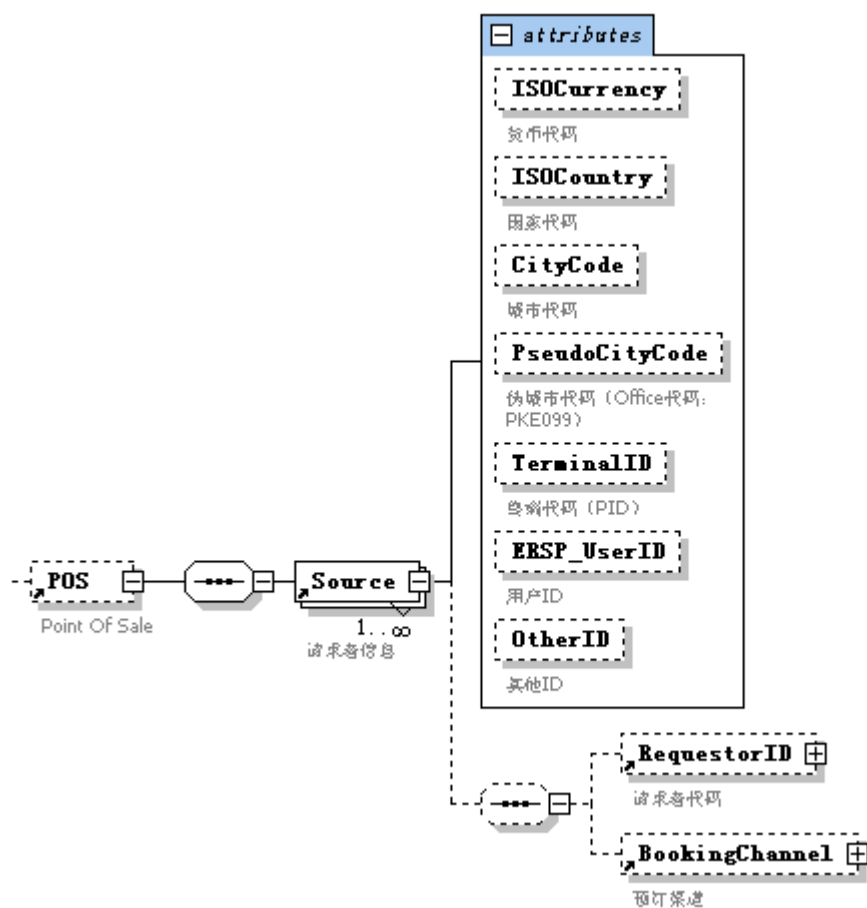 attributes
ISOCurrency
货币代码
ISOCountry
国家代码
CityCode
城市代码
PseudoCityCode
伪城市代码（Office代码：
PKE099）
TerminalID
终端代码（PID）
ERSP_UserID
用户ID
OtherID
其他ID
POS
Point Of Sale
Source
1..∞
请求者信息
RequestorID
请求者代码
BookingChannel
预订渠道